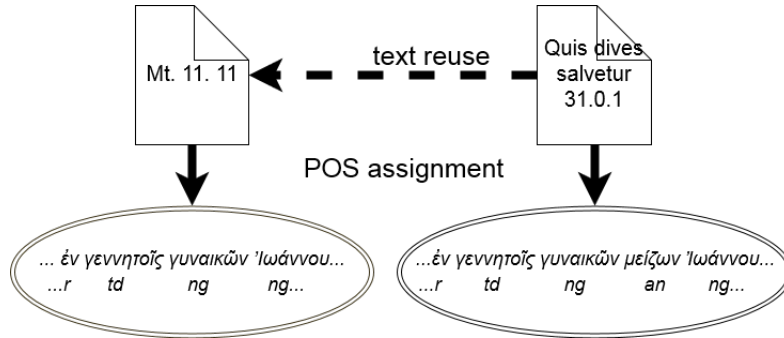 Mt. 11. 11
text reuse
Quis dives
salvetur
31.0.1
POS assignment
... ἐν γεννητοῖς γυναικῶν Ἰωάννου...
...r td ng ng...
...ἐν γεννητοῖς γυναικῶν μείζων Ἰωάννου...
...r td ng an ng...